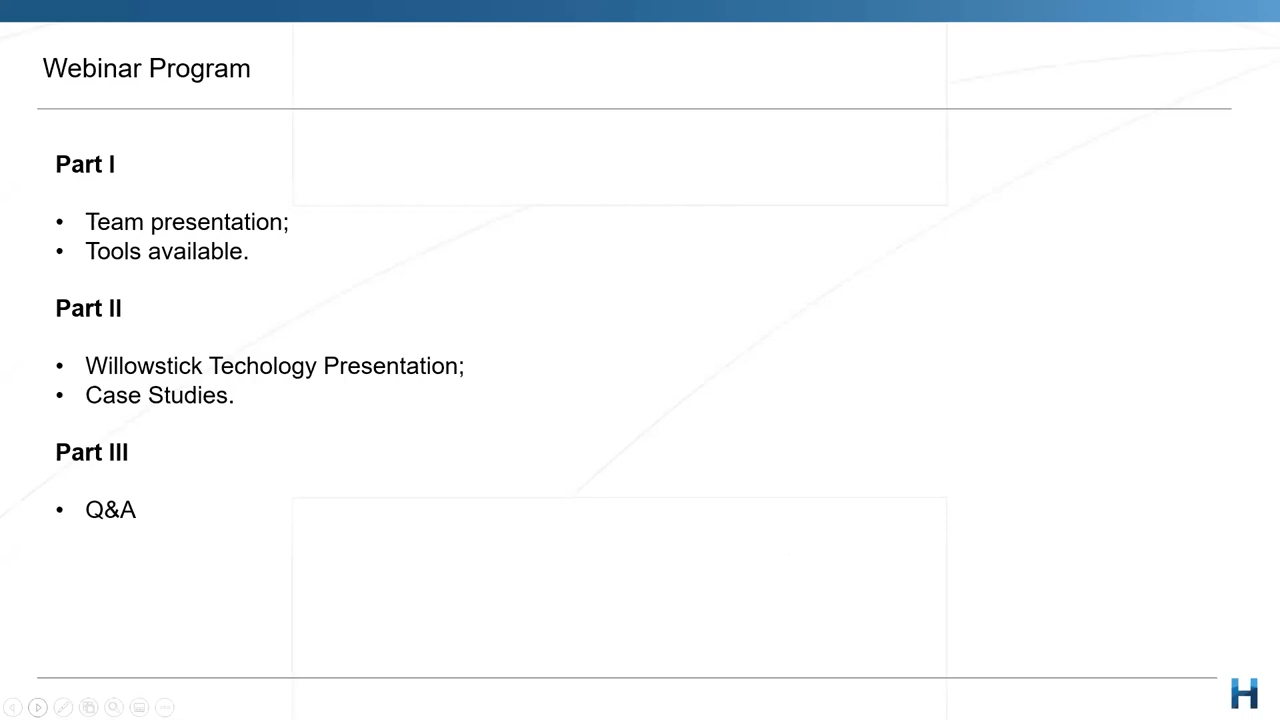 Webinar Program
Part I
• Team presentation;
• Tools available.
Part II
• Willowstick Techology Presentation;
• Case Studies.
Part III
• Q&A
H